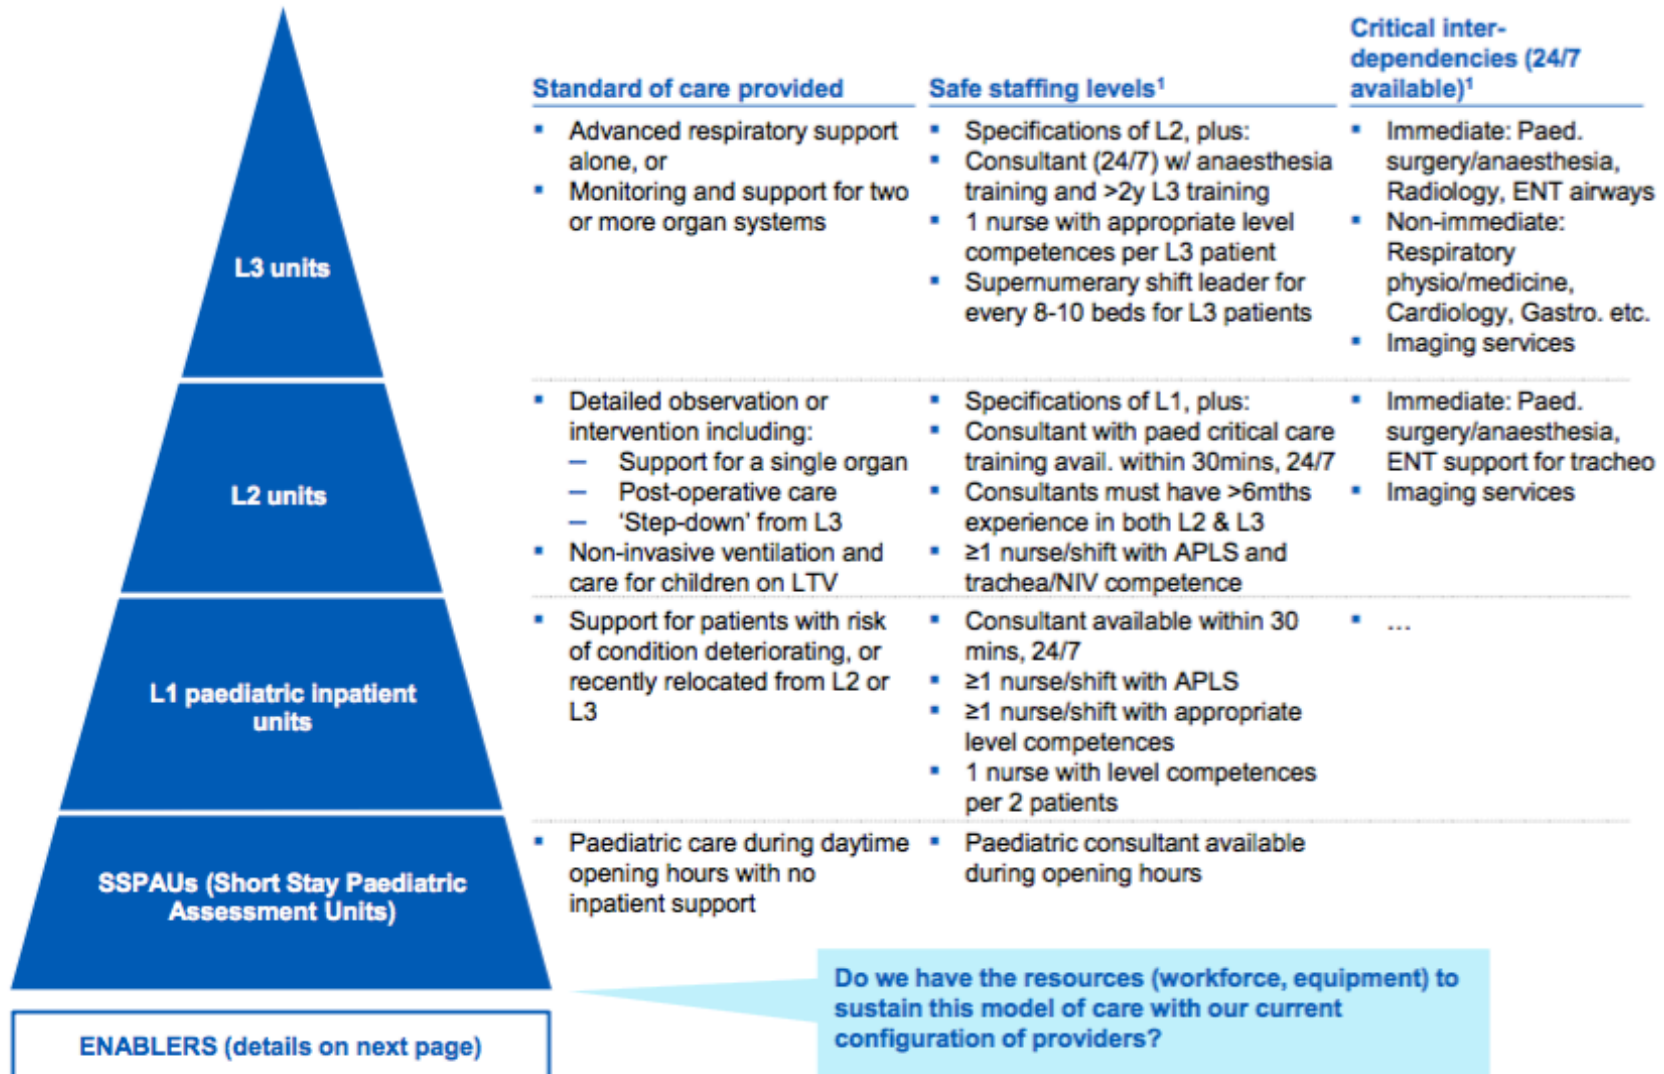 Standard of care provided
Safe staffing levels¹
Critical inter-
dependencies (24/7
available)¹
L3 units
▪ Advanced respiratory support
alone, or
▪ Monitoring and support for two
or more organ systems
▪ Specifications of L2, plus:
▪ Consultant (24/7) w/ anaesthesia
training and >2y L3 training
▪ 1 nurse with appropriate level
competences per L3 patient
▪ Supernumerary shift leader for
every 8-10 beds for L3 patients
▪ Immediate: Paed.
surgery/anaesthesia,
Radiology, ENT airways
▪ Non-immediate:
Respiratory
physio/medicine,
Cardiology, Gastro. etc.
▪ Imaging services
L2 units
▪ Detailed observation or
intervention including:
– Support for a single organ
– Post-operative care
– 'Step-down' from L3
▪ Non-invasive ventilation and
care for children on LTV
▪ Specifications of L1, plus:
▪ Consultant with paed critical care
training avail. within 30mins, 24/7
▪ Consultants must have >6mths
experience in both L2 & L3
▪ ≥1 nurse/shift with APLS and
trachea/NIV competence
▪ Immediate: Paed.
surgery/anaesthesia,
ENT support for tracheo
▪ Imaging services
L1 paediatric inpatient
units
▪ Support for patients with risk
of condition deteriorating, or
recently relocated from L2 or
L3
▪ Consultant available within 30
mins, 24/7
▪ ≥1 nurse/shift with APLS
▪ ≥1 nurse/shift with appropriate
level competences
▪ 1 nurse with level competences
per 2 patients
▪ …
SSPAUs (Short Stay Paediatric
Assessment Units)
▪ Paediatric care during daytime
opening hours with no
inpatient support
▪ Paediatric consultant available
during opening hours
Do we have the resources (workforce, equipment) to
sustain this model of care with our current
configuration of providers?
ENABLERS (details on next page)